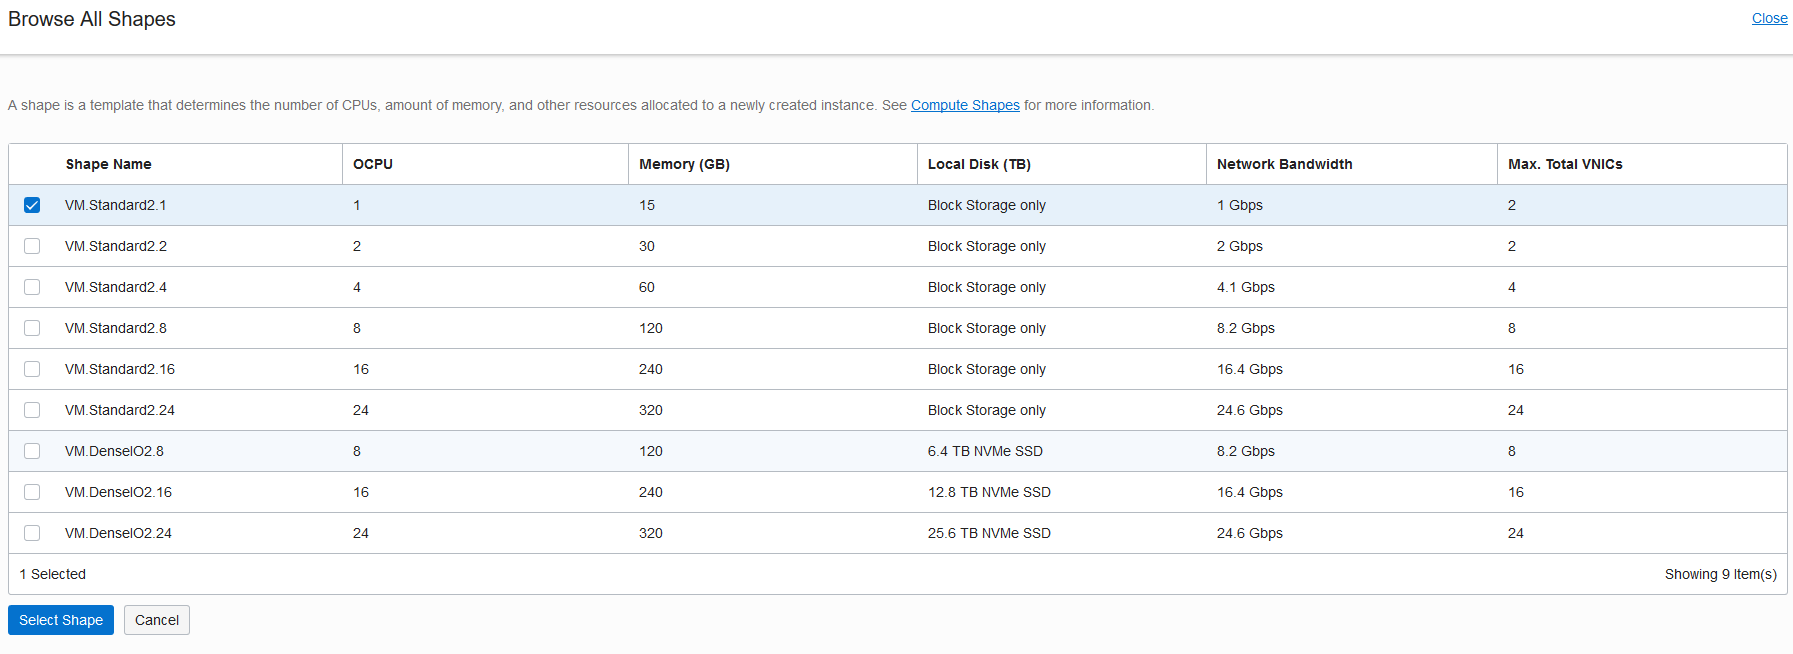 Browse All Shapes Close
A shape is a template that determines the number of CPUs, amount of memory, and other resources allocated to a newly created instance. See Compute Shapes for more information.
Shape Name OCPU Memory (GB) Local Disk (TB) Network Bandwidth Max. Total VNICs
VM.Standard2.1 1 15 Block Storage only 1 Gbps 2
VM.Standard2.2 2 30 Block Storage only 2 Gbps 2
VM.Standard2.4 4 60 Block Storage only 4.1 Gbps 4
VM.Standard2.8 8 120 Block Storage only 8.2 Gbps 8
VM.Standard2.16 16 240 Block Storage only 16.4 Gbps 16
VM.Standard2.24 24 320 Block Storage only 24.6 Gbps 24
VM.DenseIO2.8 8 120 6.4 TB NVMe SSD 8.2 Gbps 8
VM.DenseIO2.16 16 240 12.8 TB NVMe SSD 16.4 Gbps 16
VM.DenseIO2.24 24 320 25.6 TB NVMe SSD 24.6 Gbps 24
1 Selected Showing 9 Item(s)
Select Shape Cancel